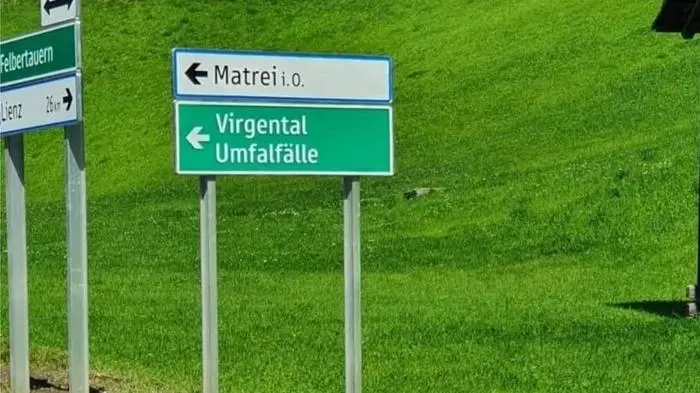 Felbertauern
Lienz 26 km
Matrei i.O.
Virgental
Umfalfälle